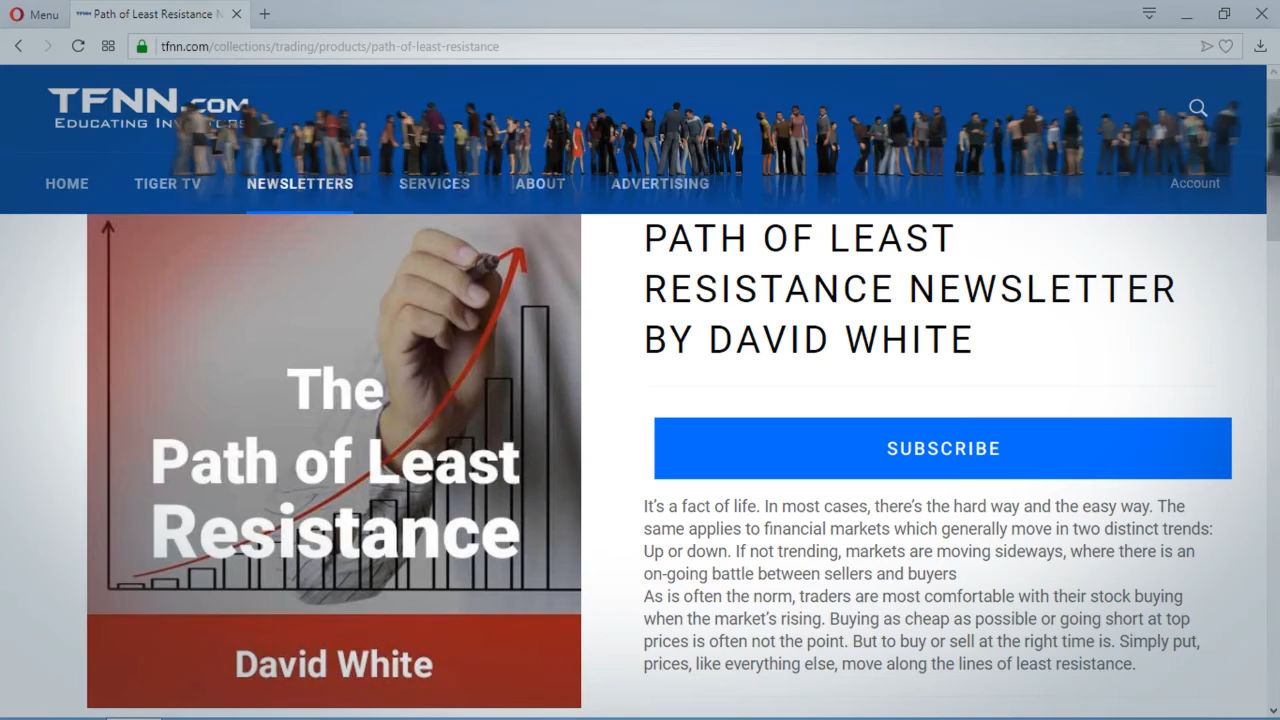 Menu
Path of Least Resistance
tfnn.com/collections/trading/products/path-of-least-resistance
TFNN.COM
EDUCATING INVESTORS
HOME TIGER TV NEWSLETTERS SERVICES ABOUT ADVERTISING Account
The
Path of Least
Resistance
David White
PATH OF LEAST
RESISTANCE NEWSLETTER
BY DAVID WHITE
SUBSCRIBE
It’s a fact of life. In most cases, there’s the hard way and the easy way. The
same applies to financial markets which generally move in two distinct trends:
Up or down. If not trending, markets are moving sideways, where there is an
on-going battle between sellers and buyers
As is often the norm, traders are most comfortable with their stock buying
when the market’s rising. Buying as cheap as possible or going short at top
prices is often not the point. But to buy or sell at the right time is. Simply put,
prices, like everything else, move along the lines of least resistance.